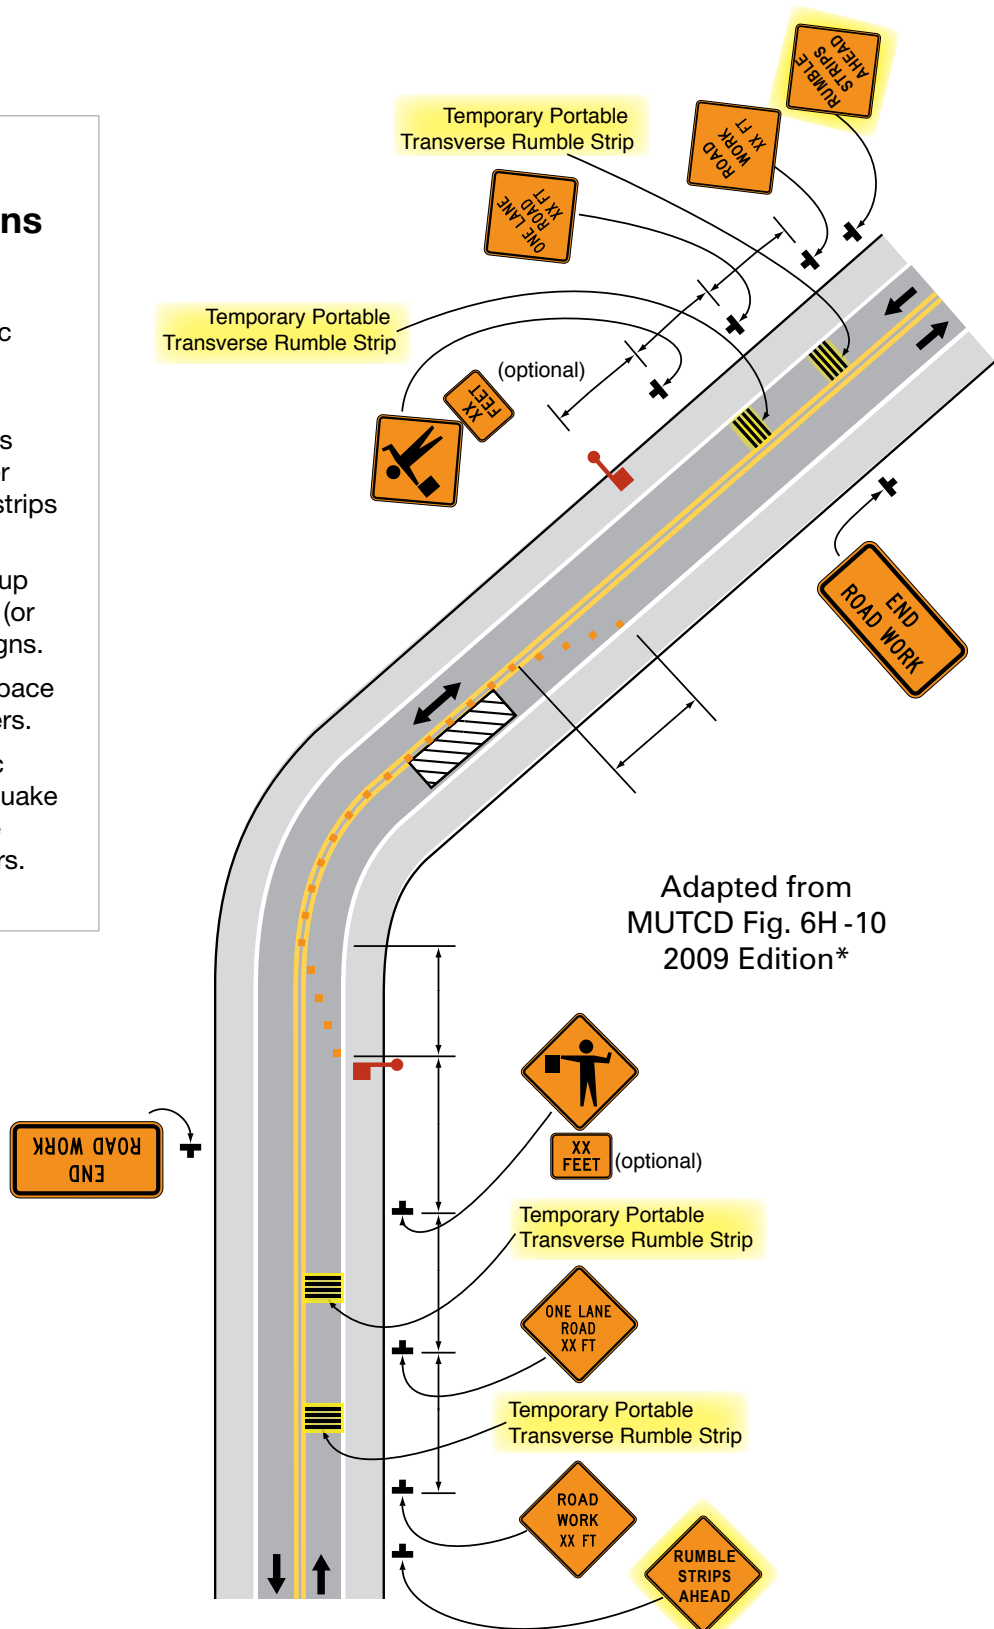 ns
c
s
r
strips
up
(or
gns.
pace
ers.
c
uake
rs.
RUMBLE
STRIPS
AHEAD
Temporary Portable
Transverse Rumble Strip
ROAD
WORK
XX FT
ONE LANE
ROAD
XX FT
Temporary Portable
Transverse Rumble Strip
(optional)
XX
FEET
END
ROAD WORK
Adapted from
MUTCD Fig. 6H-10
2009 Edition*
XX
FEET
(optional)
END
ROAD WORK
Temporary Portable
Transverse Rumble Strip
ONE LANE
ROAD
XX FT
Temporary Portable
Transverse Rumble Strip
ROAD
WORK
XX FT
RUMBLE
STRIPS
AHEAD